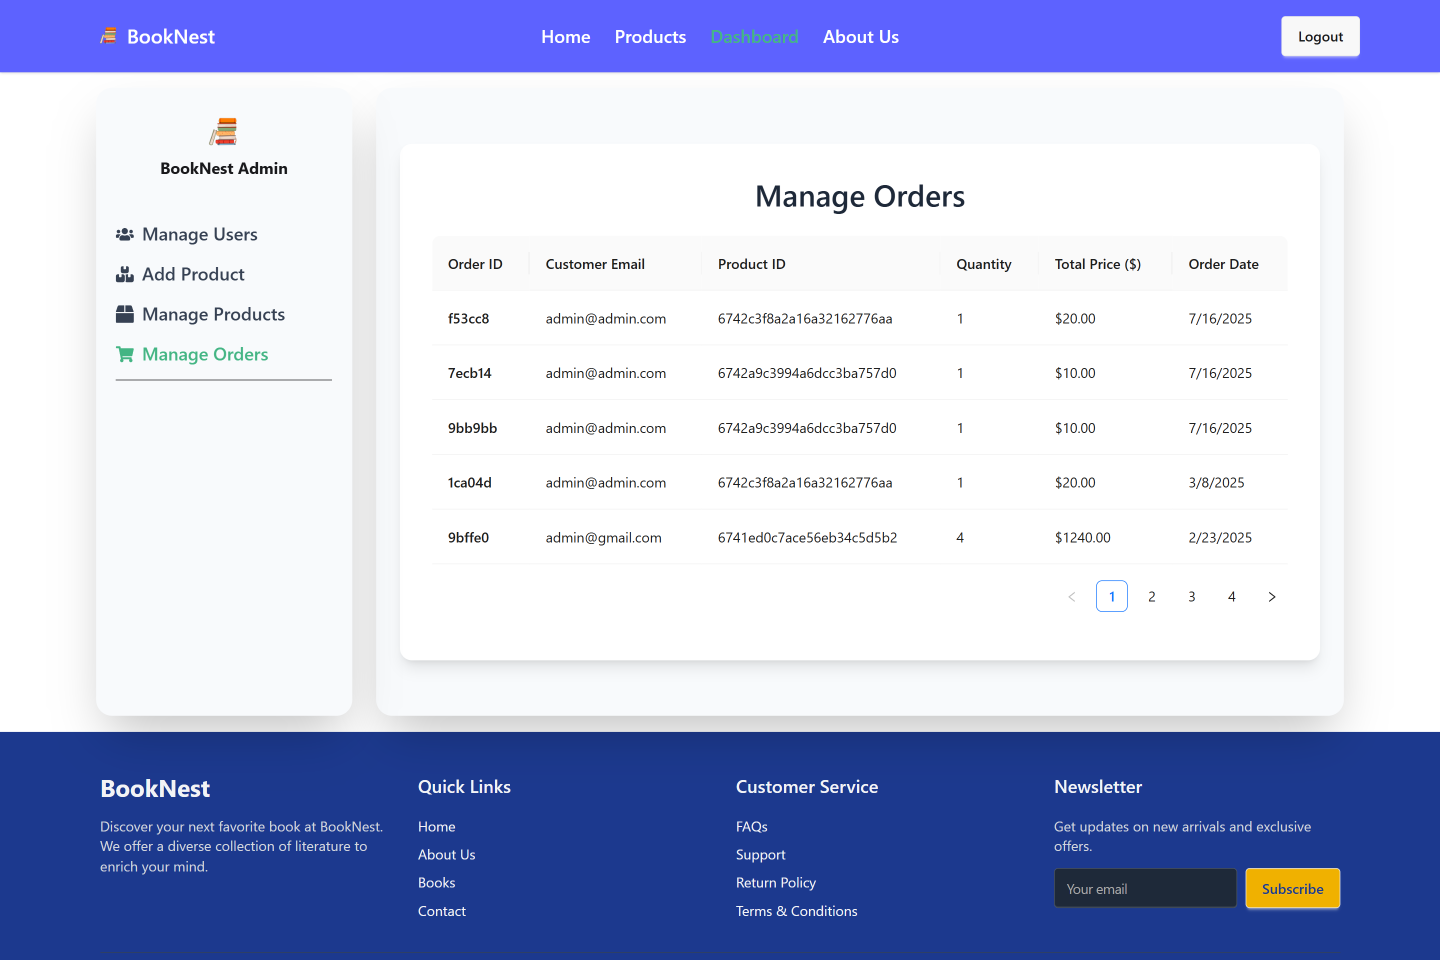 BookNest
Home Products Dashboard About Us
Logout
BookNest Admin
Manage Users
Add Product
Manage Products
Manage Orders
Manage Orders
Order ID Customer Email Product ID Quantity Total Price ($) Order Date
f53cc8 admin@admin.com 6742c3f8a2a16a32162776aa 1 $20.00 7/16/2025
7ecb14 admin@admin.com 6742a9c3994a6dcc3ba757d0 1 $10.00 7/16/2025
9bb9bb admin@admin.com 6742a9c3994a6dcc3ba757d0 1 $10.00 7/16/2025
1ca04d admin@admin.com 6742c3f8a2a16a32162776aa 1 $20.00 3/8/2025
9bffe0 admin@gmail.com 6741ed0c7ace56eb34c5d5b2 4 $1240.00 2/23/2025
< 1 2 3 4 >
BookNest
Discover your next favorite book at BookNest.
We offer a diverse collection of literature to
enrich your mind.
Quick Links
Home
About Us
Books
Contact
Customer Service
FAQs
Support
Return Policy
Terms & Conditions
Newsletter
Get updates on new arrivals and exclusive
offers.
Your email
Subscribe